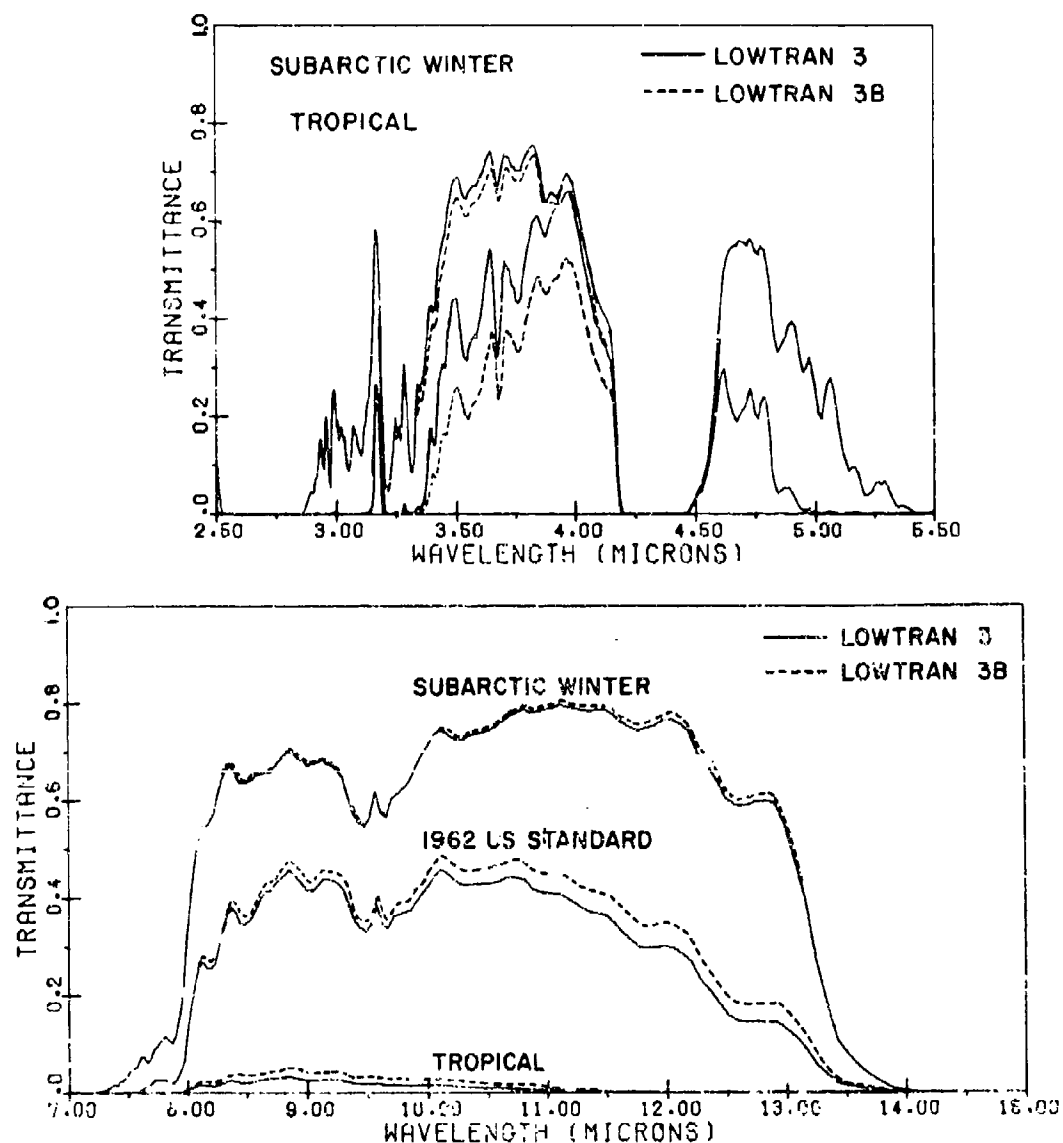 SUBARCTIC WINTER
TROPICAL
LOWTRAN 3
LOWTRAN 3B
TRANSMITTANCE
1.0
0.8
0.6
0.4
0.2
.0
2.50 3.00 3.50 4.00 4.50 5.00 5.50
WAVELENGTH (MICRONS)
LOWTRAN 3
LOWTRAN 3B
SUBARCTIC WINTER
1962 US STANDARD
TROPICAL
TRANSMITTANCE
1.0
0.8
0.6
0.4
0.2
0.0
7.00 8.00 9.00 10.00 11.00 12.00 13.00 14.00
WAVELENGTH (MICRONS)